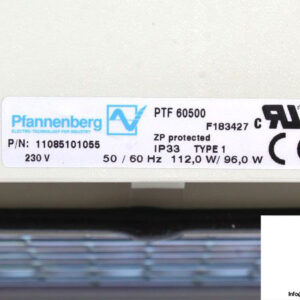 Pfannenberg
ELECTRO-TECHNOLOGY FOR INDUSTRY
PTF 60500
F183427 c
ZP protected
P/N: 11085101055
IP33 TYPE 1
230 V 50 / 60 Hz 112,0 W/ 96,0 W